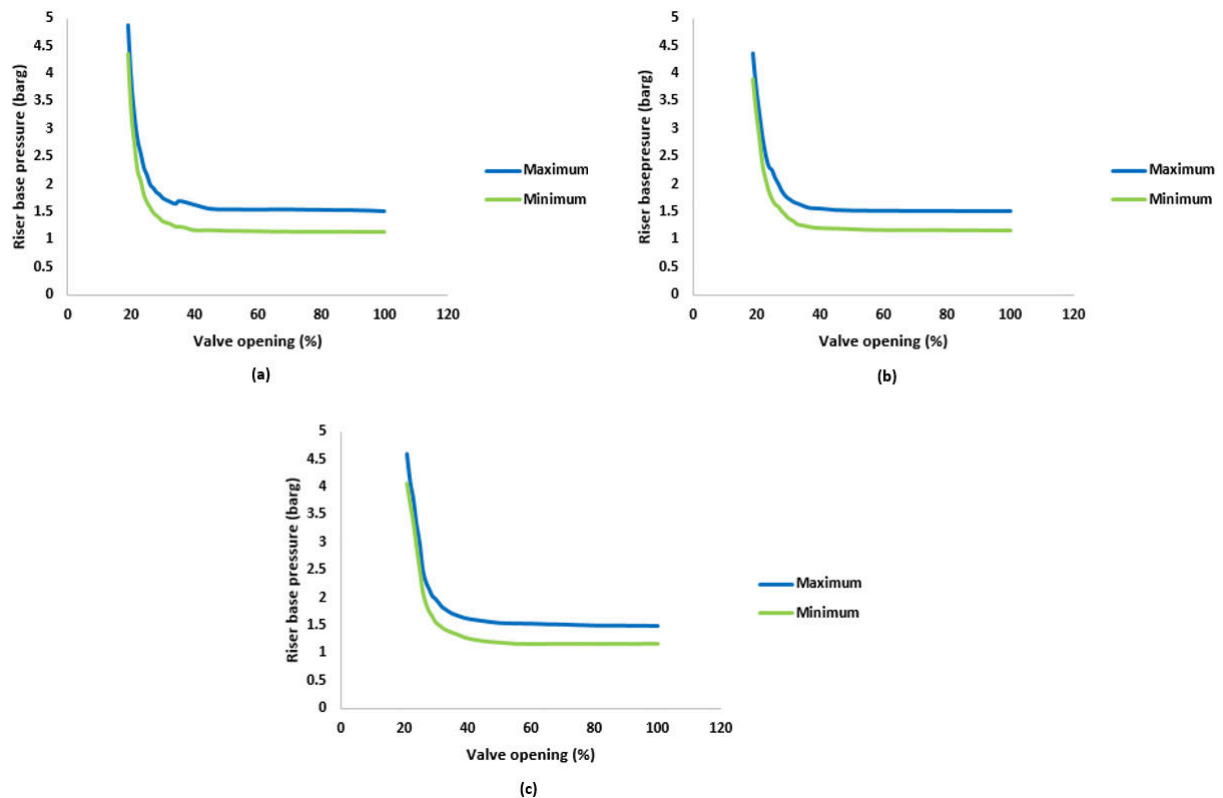 5
4.5
4
3.5
3
2.5
2
1.5
1
0.5
0
Riser base pressure (barg)
0 20 40 60 80 100 120
Valve opening (%)
Maximum
Minimum
(a)
5
4.5
4
3.5
3
2.5
2
1.5
1
0.5
0
Riser basepresure (barg)
0 20 40 60 80 100 120
Valve opening (%)
Maximum
Minimum
(b)
5
4.5
4
3.5
3
2.5
2
1.5
1
0.5
0
Riser base pressure (barg)
0 20 40 60 80 100 120
Valve opening (%)
Maximum
Minimum
(c)